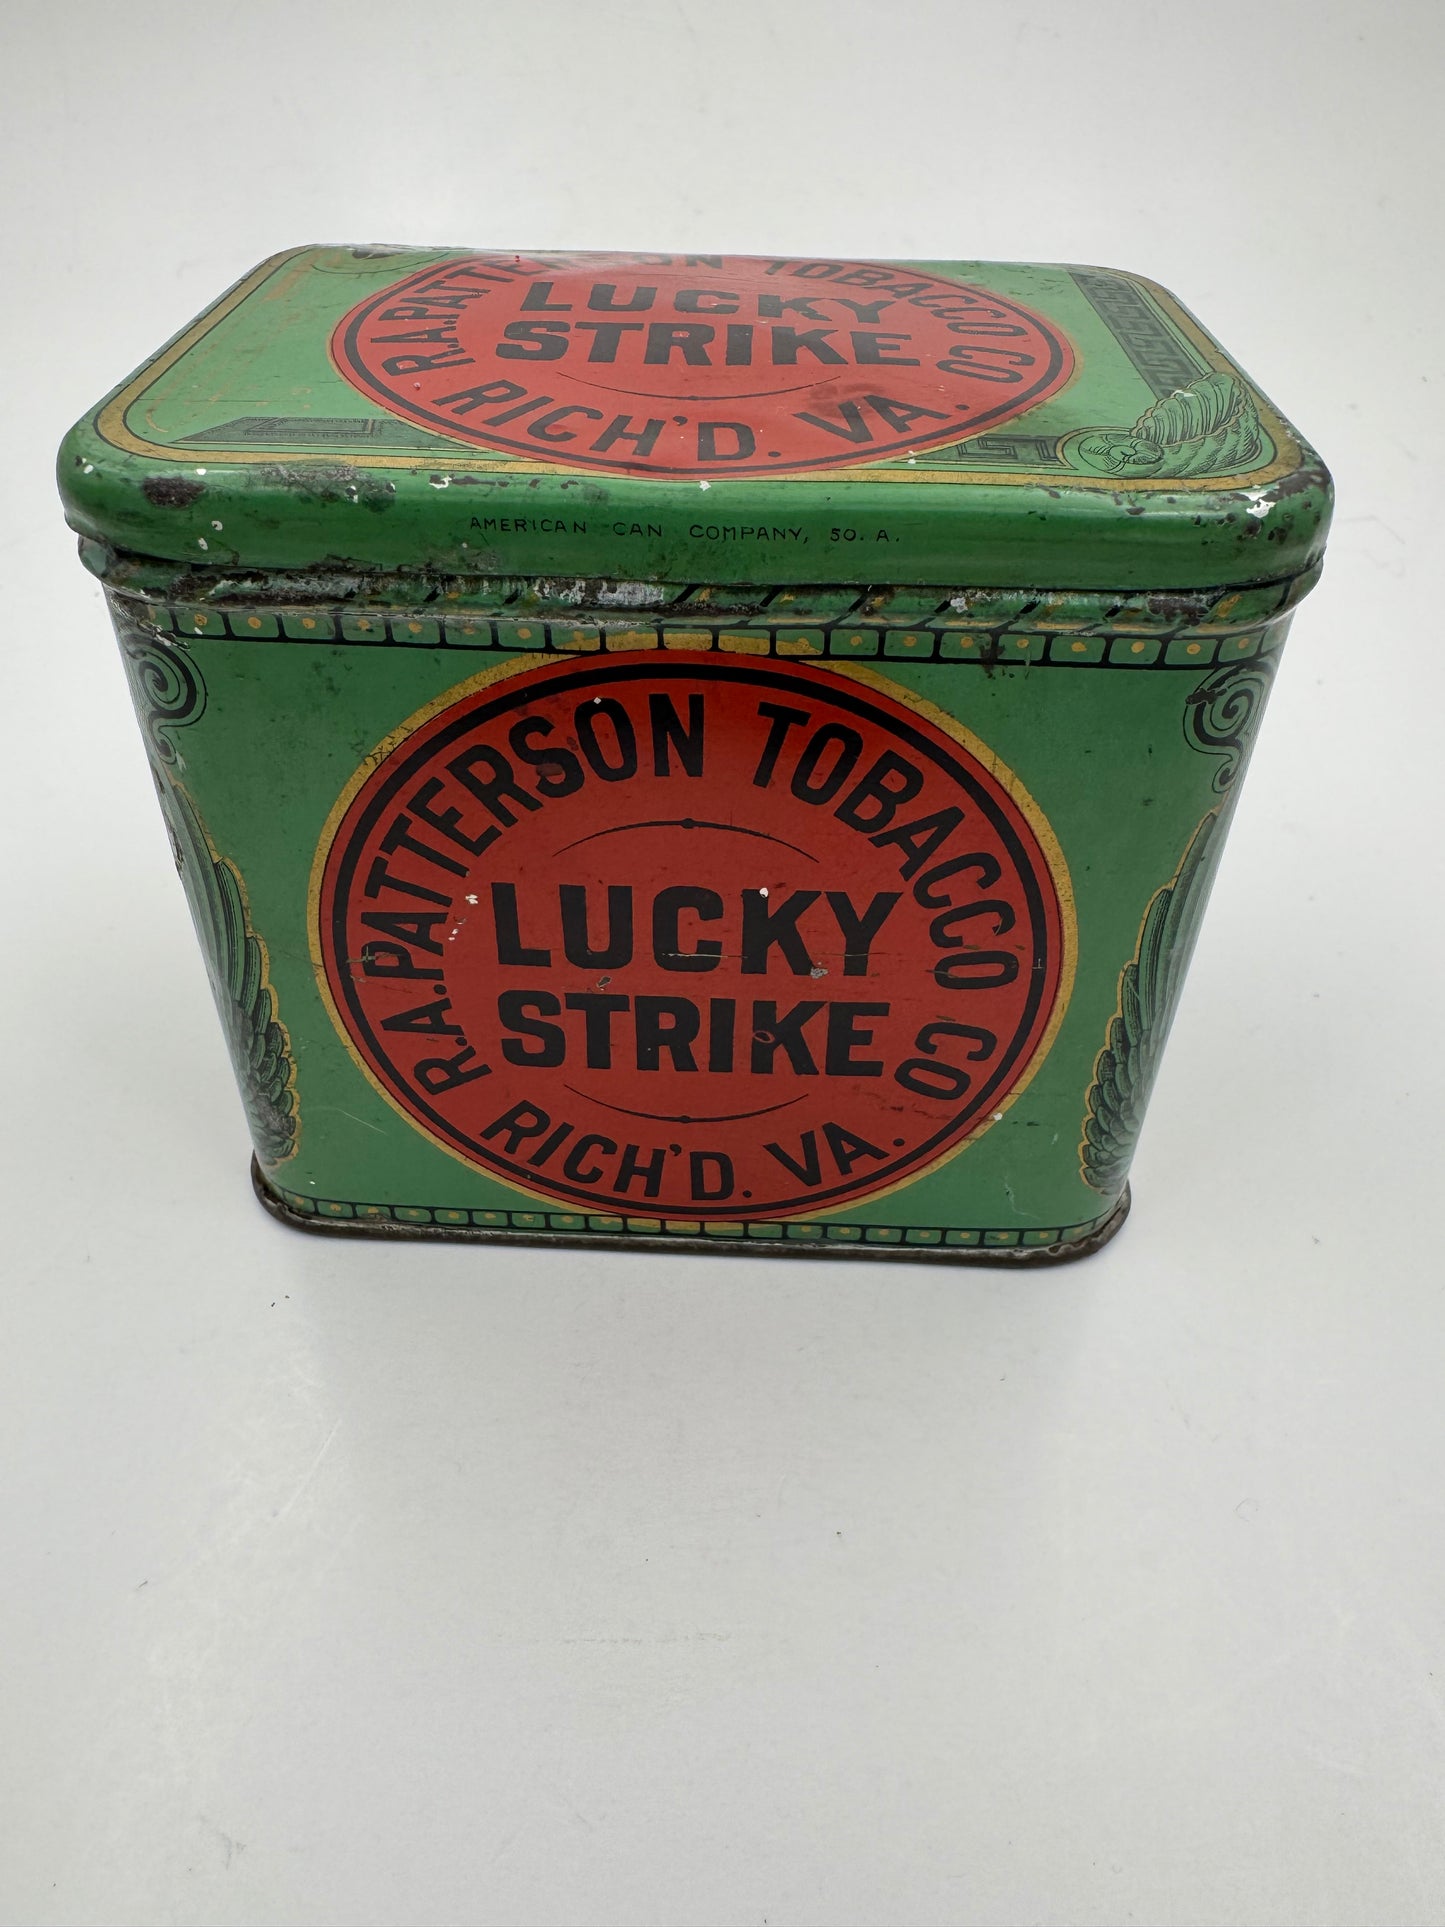 R.A. PATTERSON TOBACCO CO
LUCKY
STRIKE
RICH'D. VA.
AMERICAN CAN COMPANY, 50. A.
R.A. PATTERSON TOBACCO CO
LUCKY
STRIKE
RICH'D. VA.